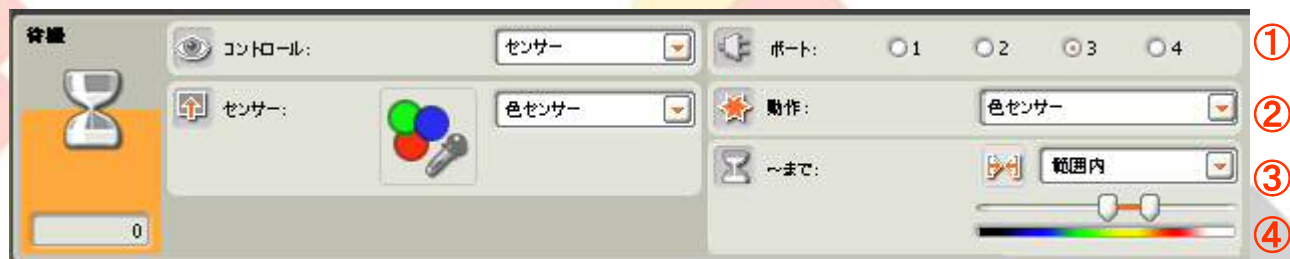 待機
コントロール:
センサー
ポート:
1 2 3 4
①
センサー:
色センサー
動作:
色センサー
②
～まで:
範囲内
③
0
④